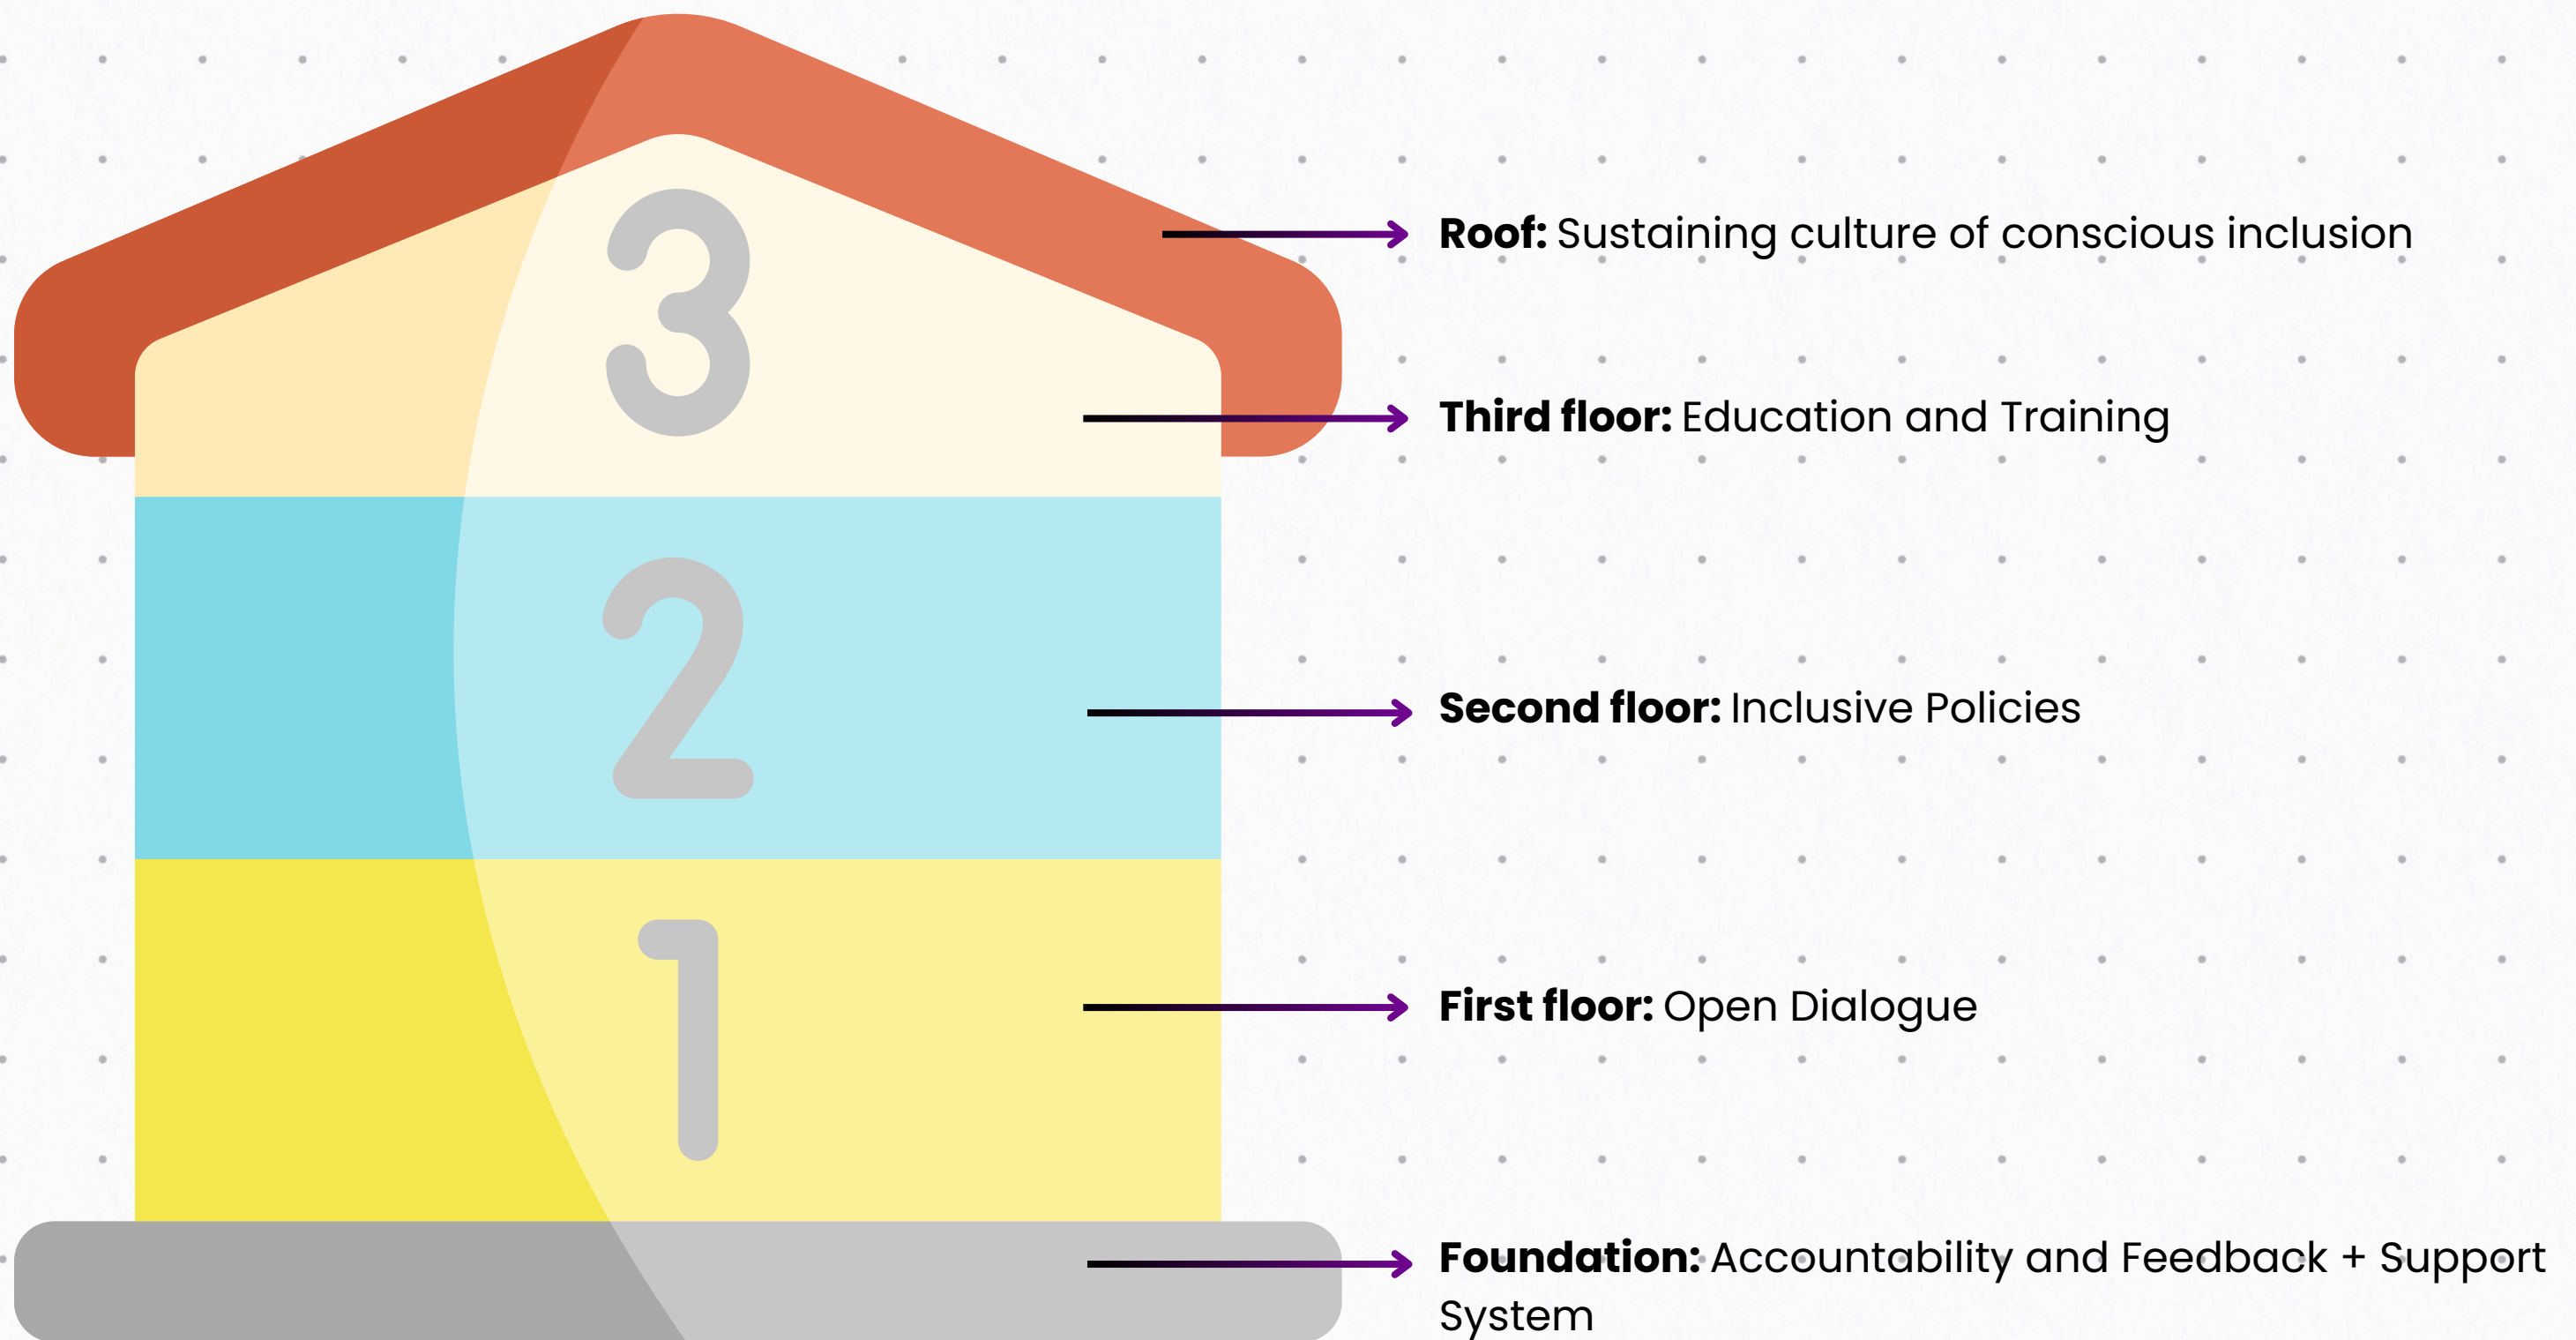 3
Roof: Sustaining culture of conscious inclusion
Third floor: Education and Training
2
Second floor: Inclusive Policies
1
First floor: Open Dialogue
Foundation: Accountability and Feedback + Support
System